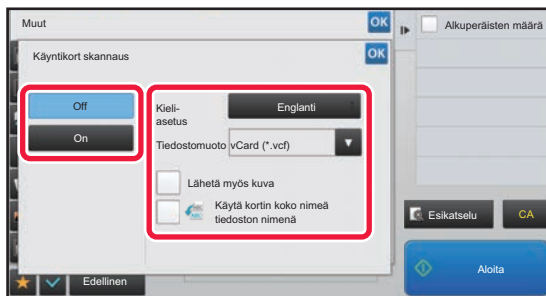 Muut
OK
Alkuperäisten määrä
Käyntikort skannaus
OK
Off
On
Kieli-
asetus
Englanti
Tiedostomuoto
vCard (*.vcf)
Lähetä myös kuva
Käytä kortin koko nimeä
tiedoston nimenä
Esikatselu
CA
Edellinen
Aloita